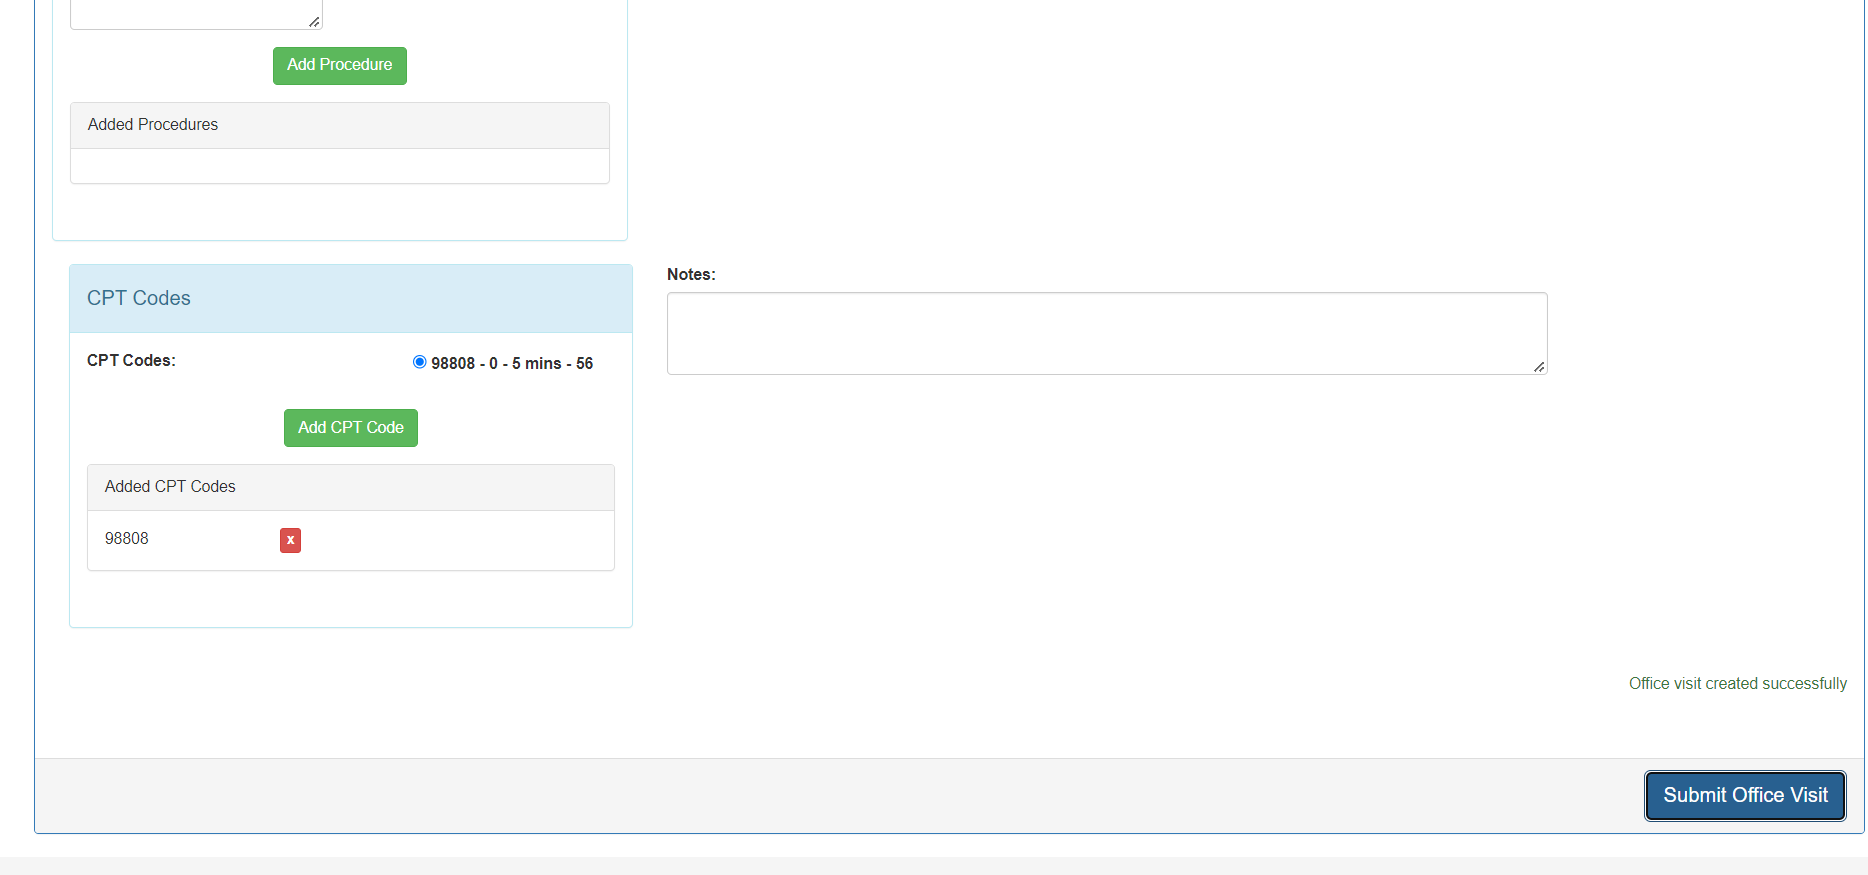 Add Procedure
Added Procedures
CPT Codes
CPT Codes:
98808 - 0 - 5 mins - 56
Add CPT Code
Added CPT Codes
98808
x
Notes:
Office visit created successfully
Submit Office Visit